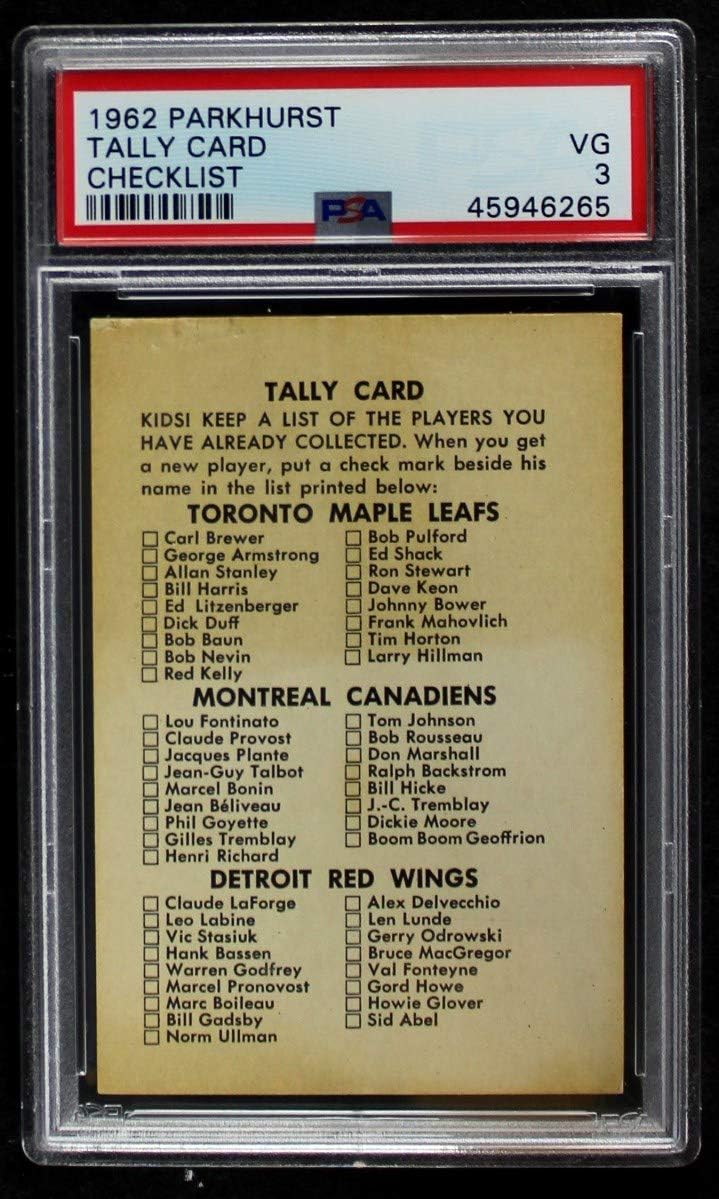 1962 PARKHURST
TALLY CARD VG
CHECKLIST 3
PSA 45946265
TALLY CARD
KIDS! KEEP A LIST OF THE PLAYERS YOU
HAVE ALREADY COLLECTED. When you get
a new player, put a check mark beside his
name in the list printed below:
TORONTO MAPLE LEAFS
Carl Brewer
George Armstrong
Allan Stanley
Bill Harris
Ed Litzenberger
Dick Duff
Bob Baun
Bob Nevin
Red Kelly
Bob Pulford
Ed Shack
Ron Stewart
Dave Keon
Johnny Bower
Frank Mahovlich
Tim Horton
Larry Hillman
MONTREAL CANADIENS
Lou Fontinato
Claude Provost
Jacques Plante
Jean-Guy Talbot
Marcel Bonin
Jean Béliveau
Phil Goyette
Gilles Tremblay
Henri Richard
Tom Johnson
Bob Rousseau
Don Marshall
Ralph Backstrom
Bill Hicke
J.-C. Tremblay
Dickie Moore
Boom Boom Geoffrion
DETROIT RED WINGS
Claude LaForge
Leo Labine
Vic Stasiuk
Hank Bassen
Warren Godfrey
Marcel Pronovost
Marc Boileau
Bill Gadsby
Norm Ullman
Alex Delvecchio
Len Lunde
Gerry Odrowski
Bruce MacGregor
Val Fonteyne
Gord Howe
Howie Glover
Sid Abel